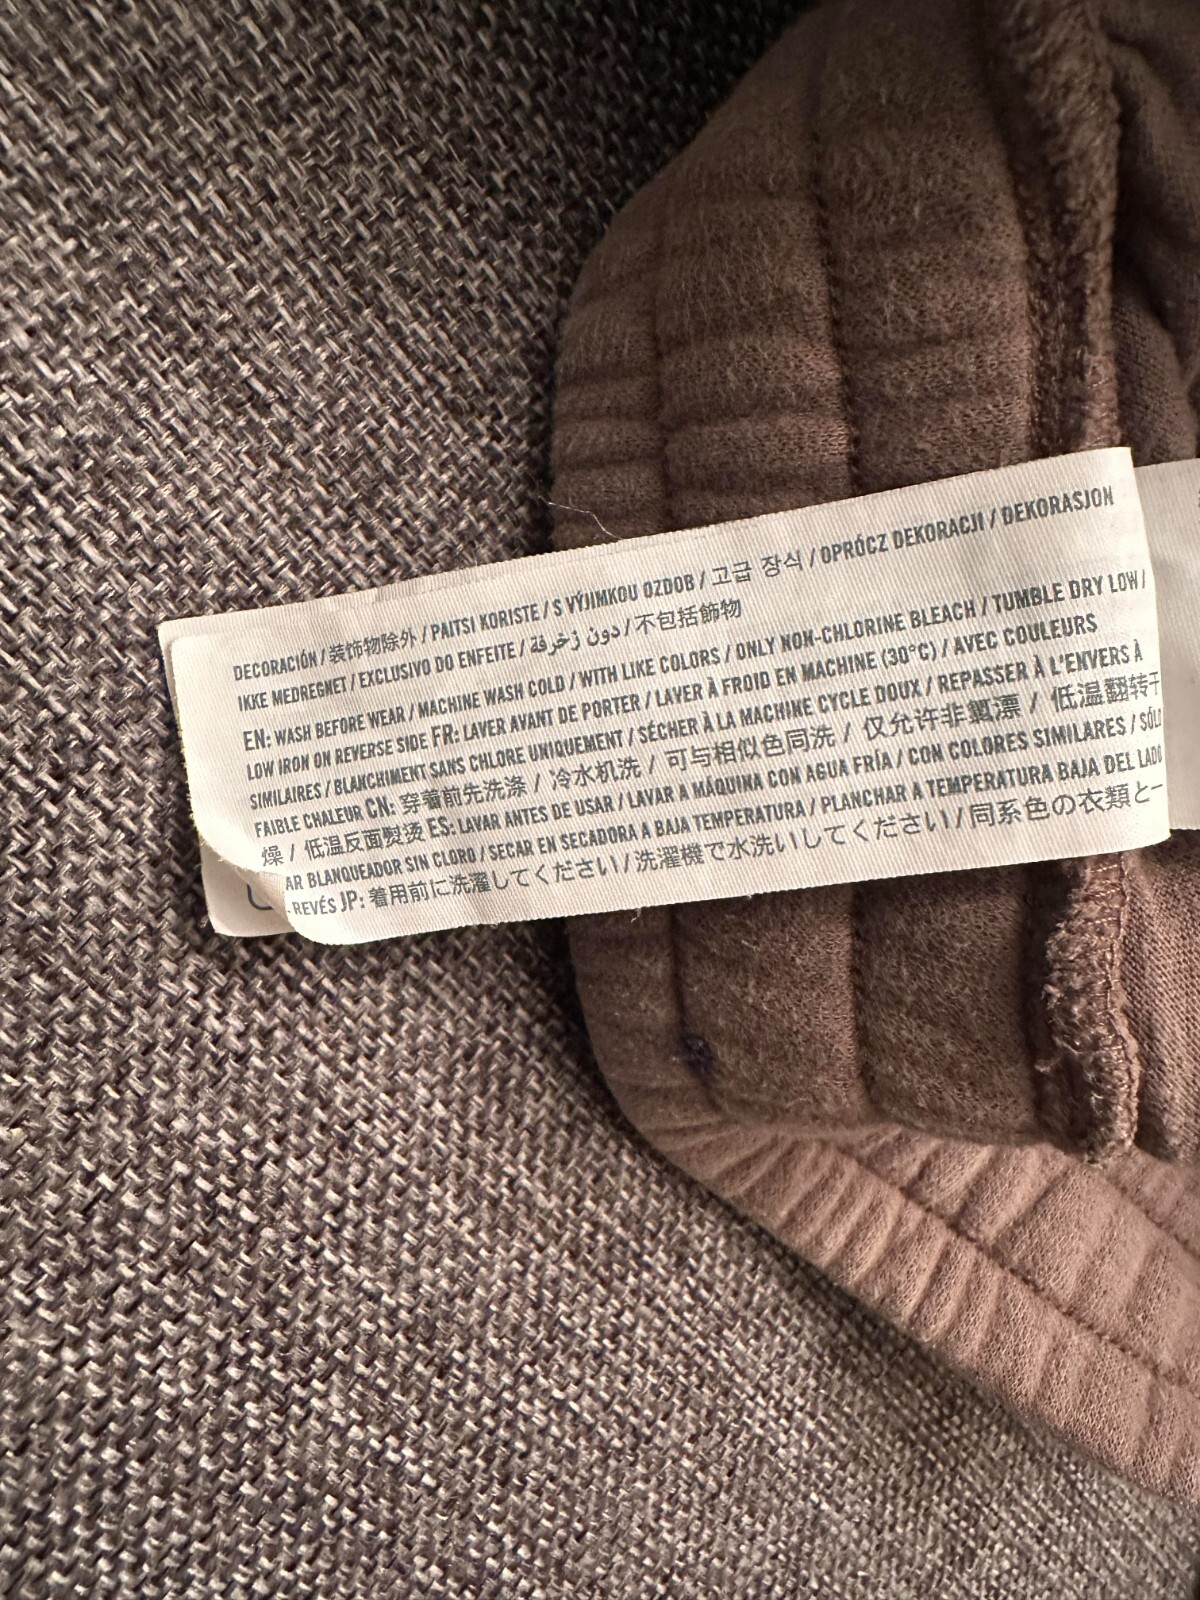 DECORACIÓN / 装饰物除外 / PAITSI KORISTE / S VÝJIMKOU OZDOB / 고급 장식 / OPRÓCZ DEKORACJI / DEKORASJON
IKKE MEDREGNET / EXCLUSIVO DO ENFEITE / دون زخرفة / 不包括飾物
EN: WASH BEFORE WEAR / MACHINE WASH COLD / WITH LIKE COLORS / ONLY NON-CHLORINE BLEACH / TUMBLE DRY LOW /
LOW IRON ON REVERSE SIDE FR: LAVER AVANT DE PORTER / LAVER À FROID EN MACHINE (30°C) / AVEC COULEURS
SIMILAIRES / BLANCHIMENT SANS CHLORE UNIQUEMENT / SÉCHER À LA MACHINE CYCLE DOUX / REPASSER À L'ENVERS À
FAIBLE CHALEUR CN: 穿着前先洗涤 / 冷水机洗 / 可与相似色同洗 / 仅允许非氯漂 / 低温翻转干
燥 / 低温反面熨烫 ES: LAVAR ANTES DE USAR / LAVAR A MÁQUINA CON AGUA FRÍA / CON COLORES SIMILARES / SÓLO
AR BLANQUEADOR SIN CLORO / SECAR EN SECADORA A BAJA TEMPERATURA / PLANCHAR A TEMPERATURA BAJA DEL LADO
REVÉS JP: 着用前に洗濯してください / 洗濯機で水洗いしてください / 同系色の衣類と一